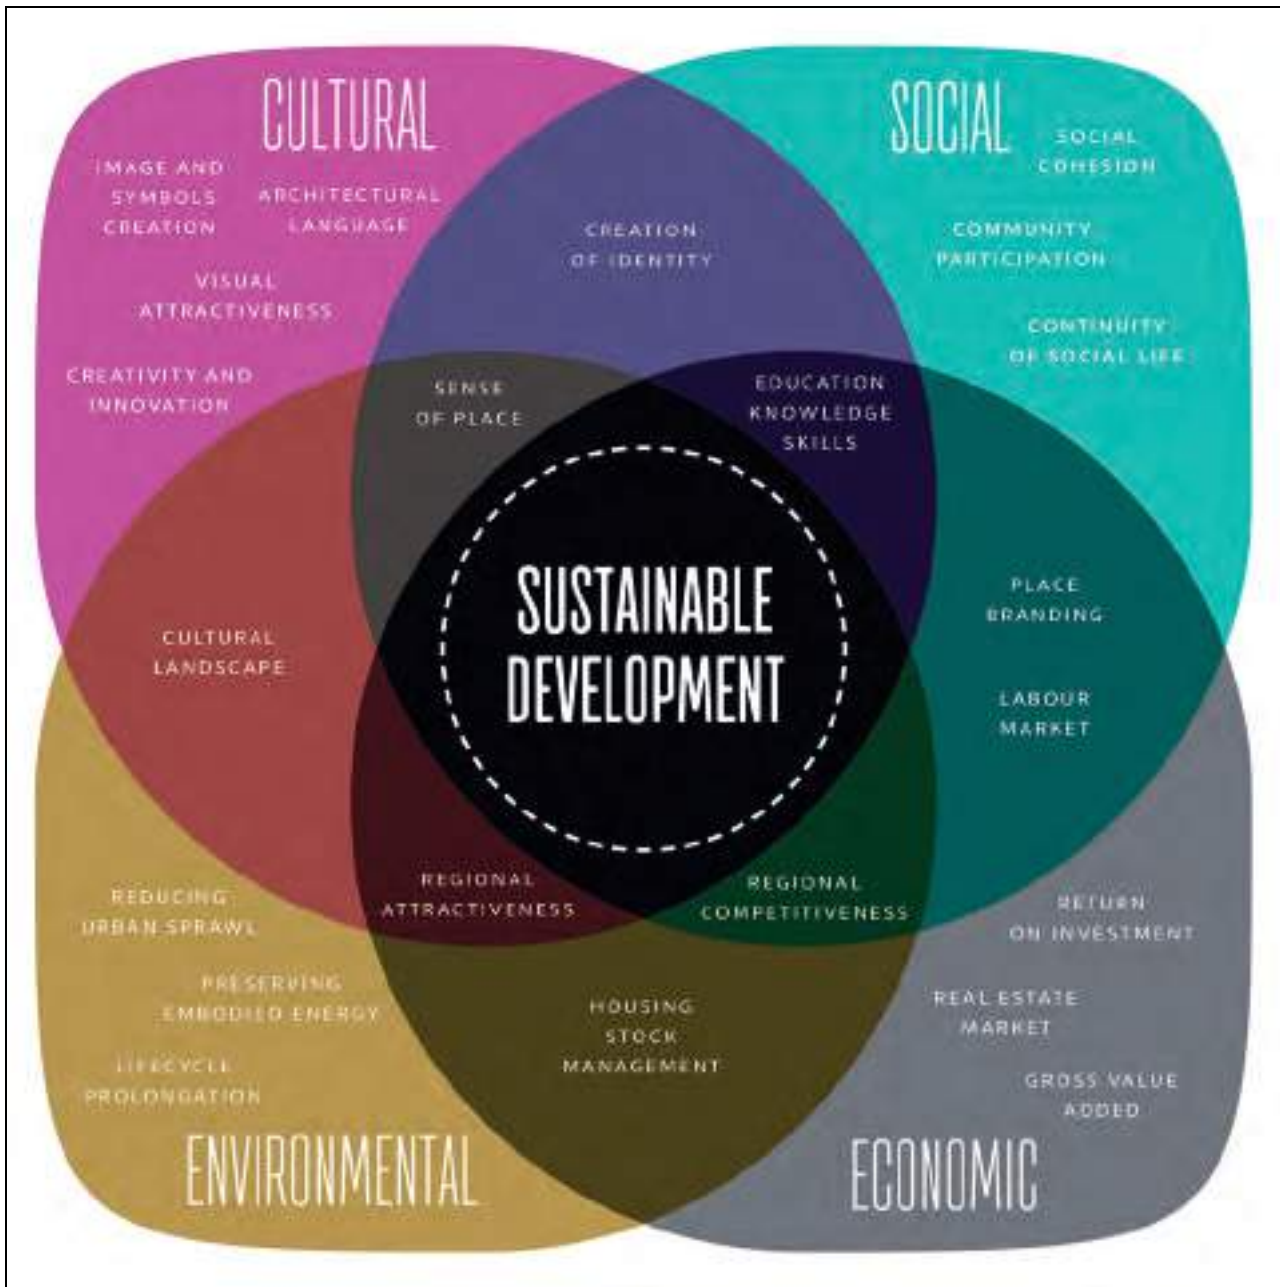 CULTURAL
IMAGE AND
SYMBOLS
CREATION
ARCHITECTURAL
LANGUAGE
VISUAL
ATTRACTIVENESS
CREATIVITY AND
INNOVATION
CREATION
OF IDENTITY
SOCIAL
SOCIAL
COHESION
COMMUNITY
PARTICIPATION
CONTINUITY
OF SOCIAL LIFE
SENSE
OF PLACE
EDUCATION
KNOWLEDGE
SKILLS
CULTURAL
LANDSCAPE
SUSTAINABLE
DEVELOPMENT
PLACE
BRANDING
LABOUR
MARKET
REGIONAL
ATTRACTIVENESS
REGIONAL
COMPETITIVENESS
REDUCING
URBAN SPRAWL
PRESERVING
EMBODIED ENERGY
LIFECYCLE
PROLONGATION
ENVIRONMENTAL
HOUSING
STOCK
MANAGEMENT
RETURN
ON INVESTMENT
REAL ESTATE
MARKET
GROSS VALUE
ADDED
ECONOMIC